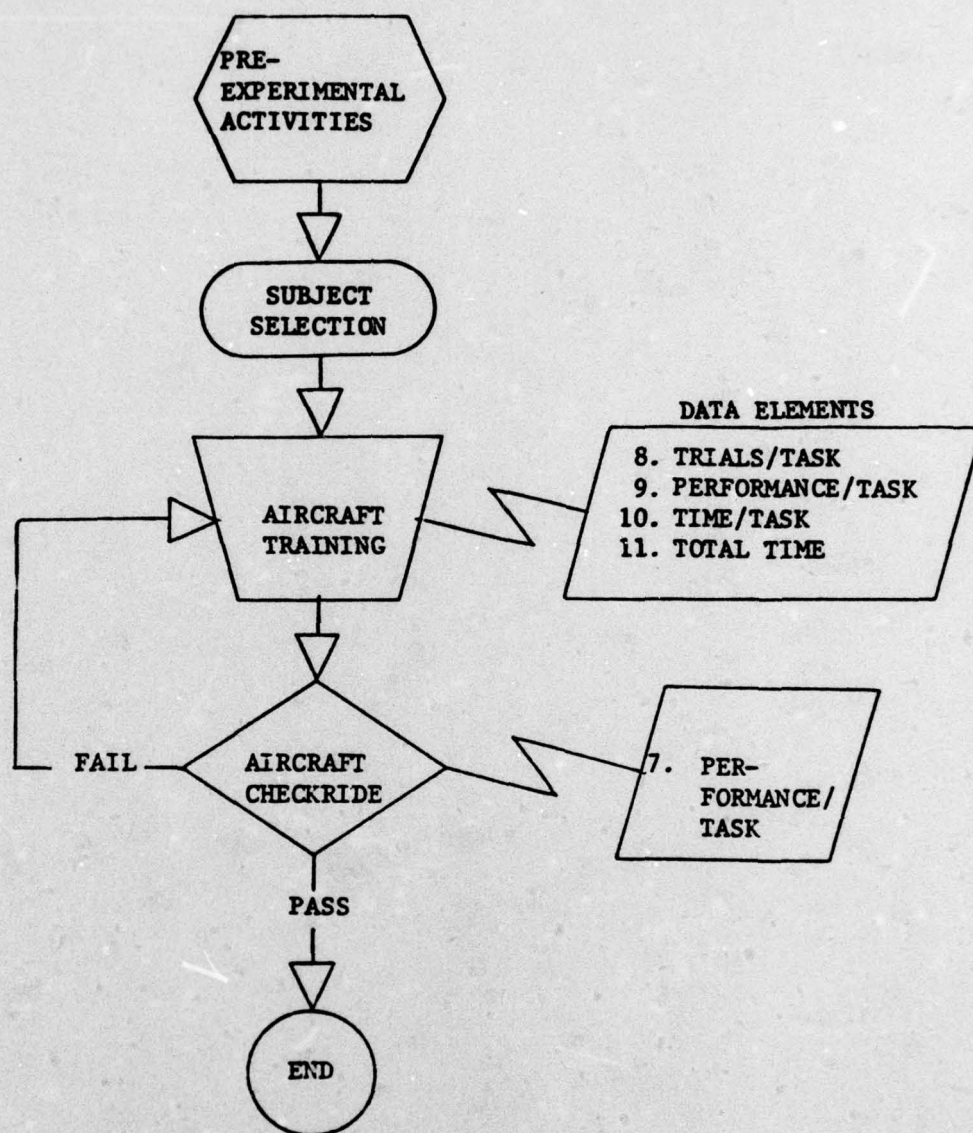 PRE-
EXPERIMENTAL
ACTIVITIES
SUBJECT
SELECTION
DATA ELEMENTS
8. TRIALS/TASK
9. PERFORMANCE/TASK
10. TIME/TASK
11. TOTAL TIME
AIRCRAFT
TRAINING
FAIL
AIRCRAFT
CHECKRIDE
7. PER-
FORMANCE/
TASK
PASS
END